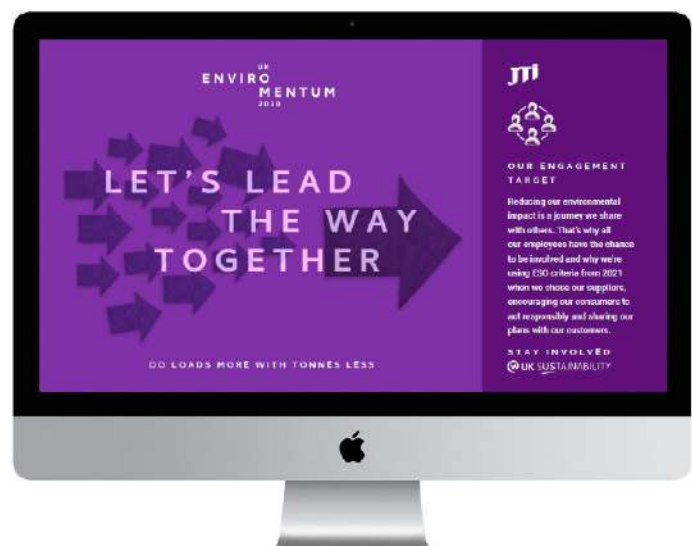 UK
ENVIRO
MENTUM
LET'S LEAD
THE WAY
TOGETHER
DO LOADS MORE WITH TONNES LESS
JTi
OUR ENGAGEMENT
TARGET
Reducing our environmental
impact is a journey we share
with others. That's why all
our employees have the chance
to be involved and why we're
using ESG criteria from 2021
when we chose our suppliers,
encouraging our consumers to
act responsibly and sharing our
plans with our customers.
STAY INVOLVED
UK SUSTAINABILITY